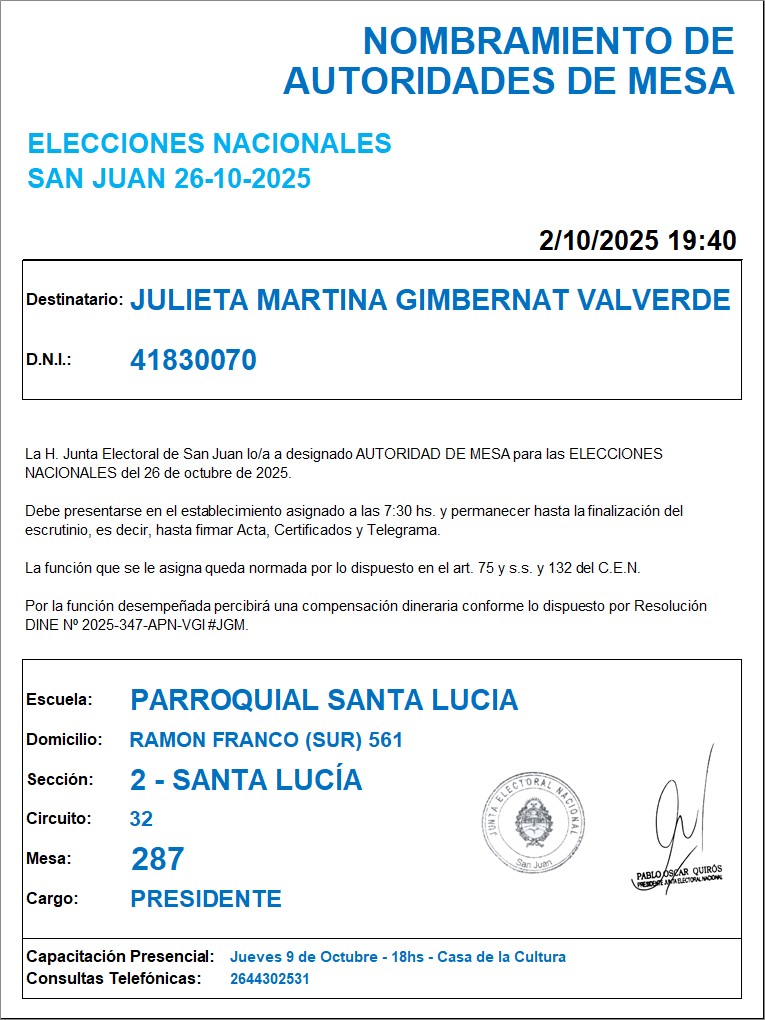 NOMBRAMIENTO DE
AUTORIDADES DE MESA
ELECCIONES NACIONALES
SAN JUAN 26-10-2025
2/10/2025 19:40
Destinatario: JULIETA MARTINA GIMBERNAT VALVERDE
D.N.I.: 41830070
La H. Junta Electoral de San Juan lo/a a designado AUTORIDAD DE MESA para las ELECCIONES
NACIONALES del 26 de octubre de 2025.
Debe presentarse en el establecimiento asignado a las 7:30 hs. y permanecer hasta la finalización del
escrutinio, es decir, hasta firmar Acta, Certificados y Telegrama.
La función que se le asigna queda normada por lo dispuesto en el art. 75 y s.s. y 132 del C.E.N.
Por la función desempeñada percibirá una compensación dineraria conforme lo dispuesto por Resolución
DINE Nº 2025-347-APN-VGI#JGM.
Escuela: PARROQUIAL SANTA LUCIA
Domicilio: RAMON FRANCO (SUR) 561
Sección: 2 - SANTA LUCÍA
Circuito: 32
Mesa: 287
Cargo: PRESIDENTE
JUNTA ELECTORAL NACIONAL
San Juan
PABLO OSCAR QUIRÓS
PRESIDENTE JUNTA ELECTORAL NACIONAL
Capacitación Presencial: Jueves 9 de Octubre - 18hs - Casa de la Cultura
Consultas Telefónicas: 2644302531